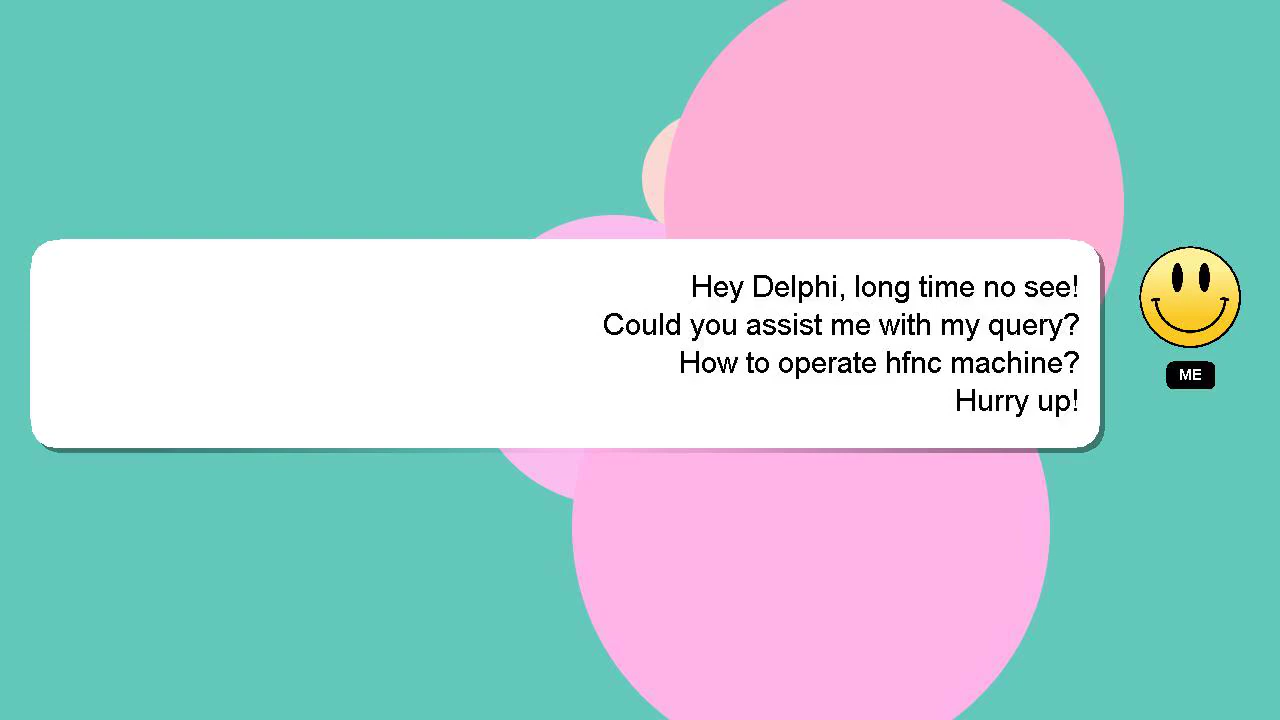 Hey Delphi, long time no see!
Could you assist me with my query?
How to operate hfnc machine?
Hurry up!
ME